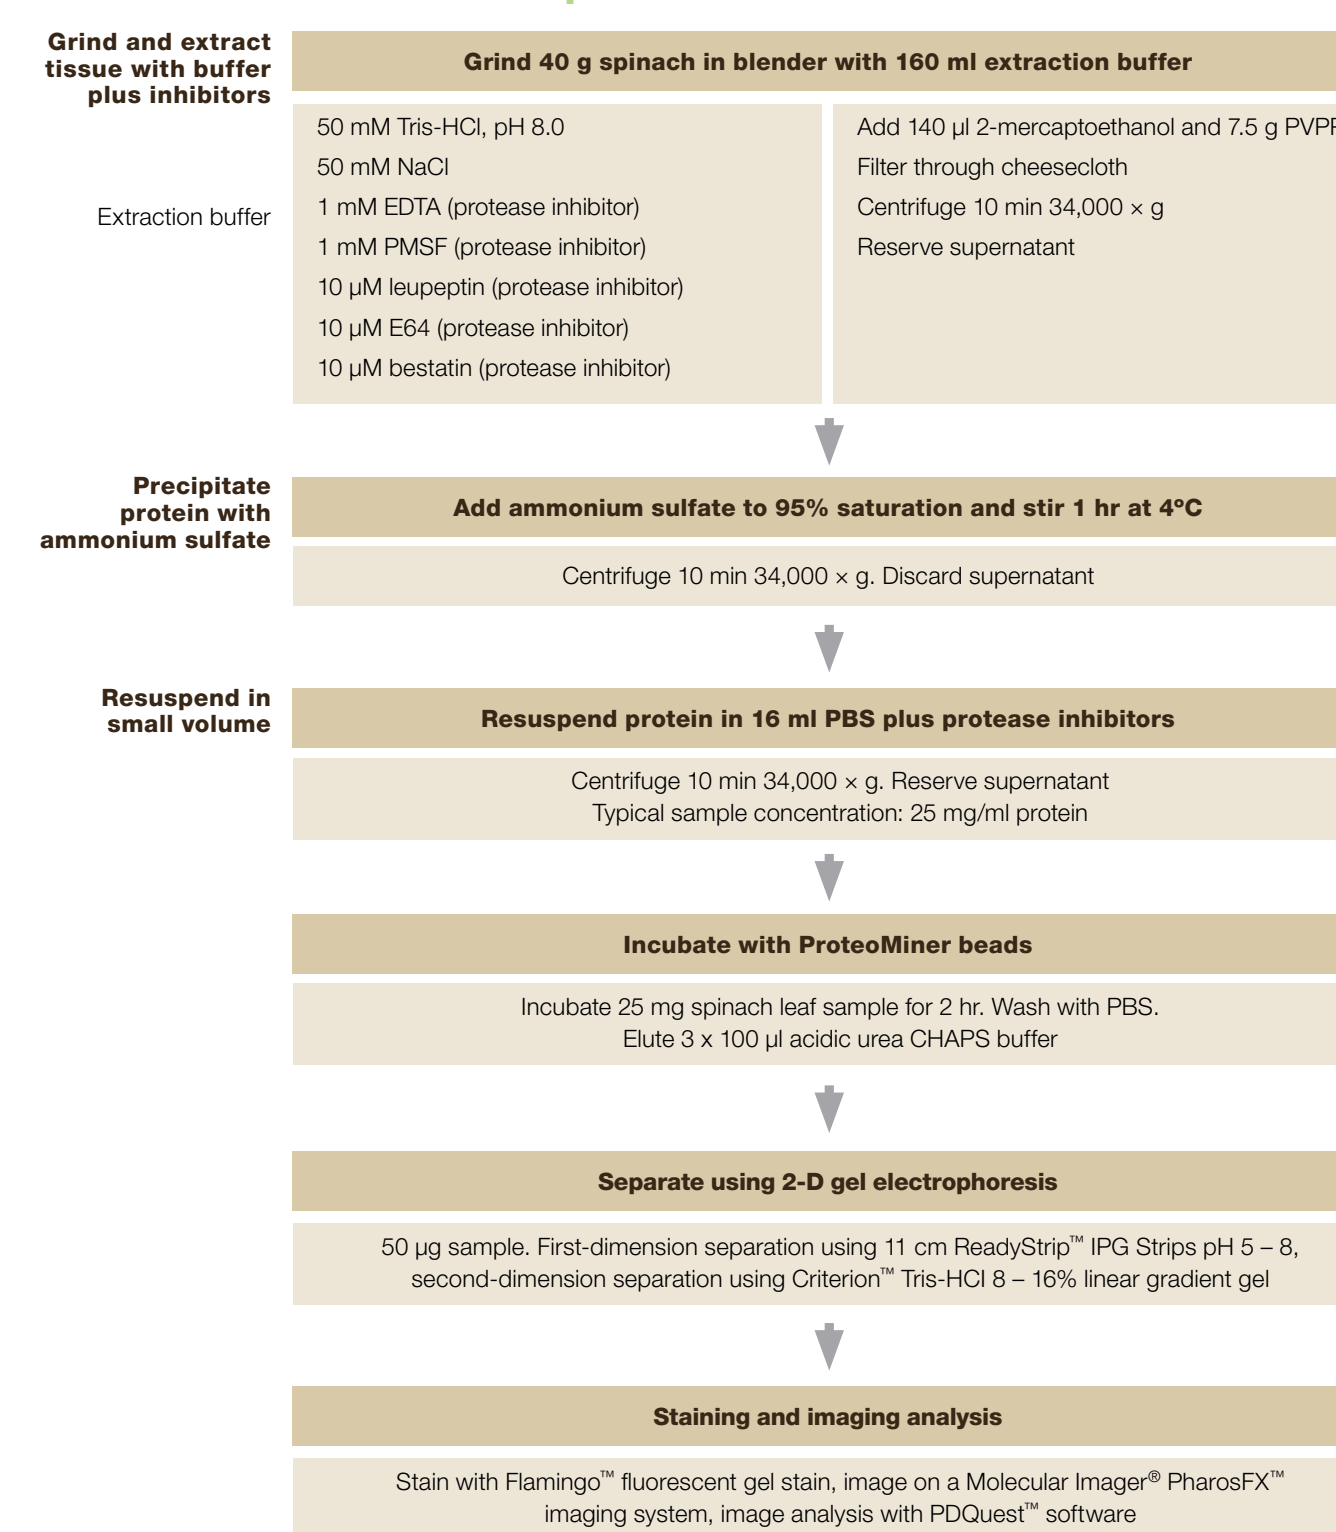 Grind and extract
tissue with buffer
plus inhibitors
Grind 40 g spinach in blender with 160 ml extraction buffer
Extraction buffer
50 mM Tris-HCl, pH 8.0
50 mM NaCl
1 mM EDTA (protease inhibitor)
1 mM PMSF (protease inhibitor)
10 µM leupeptin (protease inhibitor)
10 µM E64 (protease inhibitor)
10 µM bestatin (protease inhibitor)
Add 140 µl 2-mercaptoethanol and 7.5 g PVPP
Filter through cheesecloth
Centrifuge 10 min 34,000 × g
Reserve supernatant
Precipitate
protein with
ammonium sulfate
Add ammonium sulfate to 95% saturation and stir 1 hr at 4ºC
Centrifuge 10 min 34,000 × g. Discard supernatant
Resuspend in
small volume
Resuspend protein in 16 ml PBS plus protease inhibitors
Centrifuge 10 min 34,000 × g. Reserve supernatant
Typical sample concentration: 25 mg/ml protein
Incubate with ProteoMiner beads
Incubate 25 mg spinach leaf sample for 2 hr. Wash with PBS.
Elute 3 x 100 µl acidic urea CHAPS buffer
Separate using 2-D gel electrophoresis
50 µg sample. First-dimension separation using 11 cm ReadyStrip™ IPG Strips pH 5 – 8,
second-dimension separation using Criterion™ Tris-HCl 8 – 16% linear gradient gel
Staining and imaging analysis
Stain with Flamingo™ fluorescent gel stain, image on a Molecular Imager® PharosFX™
imaging system, image analysis with PDQuest™ software